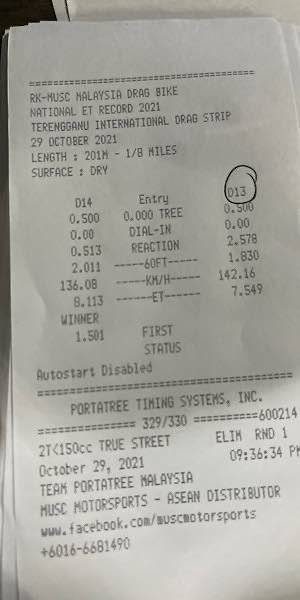 ==========================================
RK-MUSC MALAYSIA DRAG BIKE
NATIONAL ET RECORD 2021
TERENGGANU INTERNATIONAL DRAG STRIP
29 OCTOBER 2021
LENGTH : 201M - 1/8 MILES
SURFACE : DRY
D14 Entry D13
0.500 0.000 TREE 0.500
0.00 DIAL-IN 0.00
0.513 REACTION 2.578
2.011 -----60FT----- 1.830
136.08 -----KM/H----- 142.16
8.113 ------ET------ 7.549
WINNER
1.501 FIRST
STATUS
Autostart Disabled
==========================================
PORTATREE TIMING SYSTEMS, INC.
=============== 329/330 ==========600214
2T<150cc TRUE STREET ELIM RND 1
October 29, 2021 09:36:34 PM
TEAM PORTATREE MALAYSIA
MUSC MOTORSPORTS - ASEAN DISTRIBUTOR
www.facebook.com/muscmotorsports
+6016-6681490